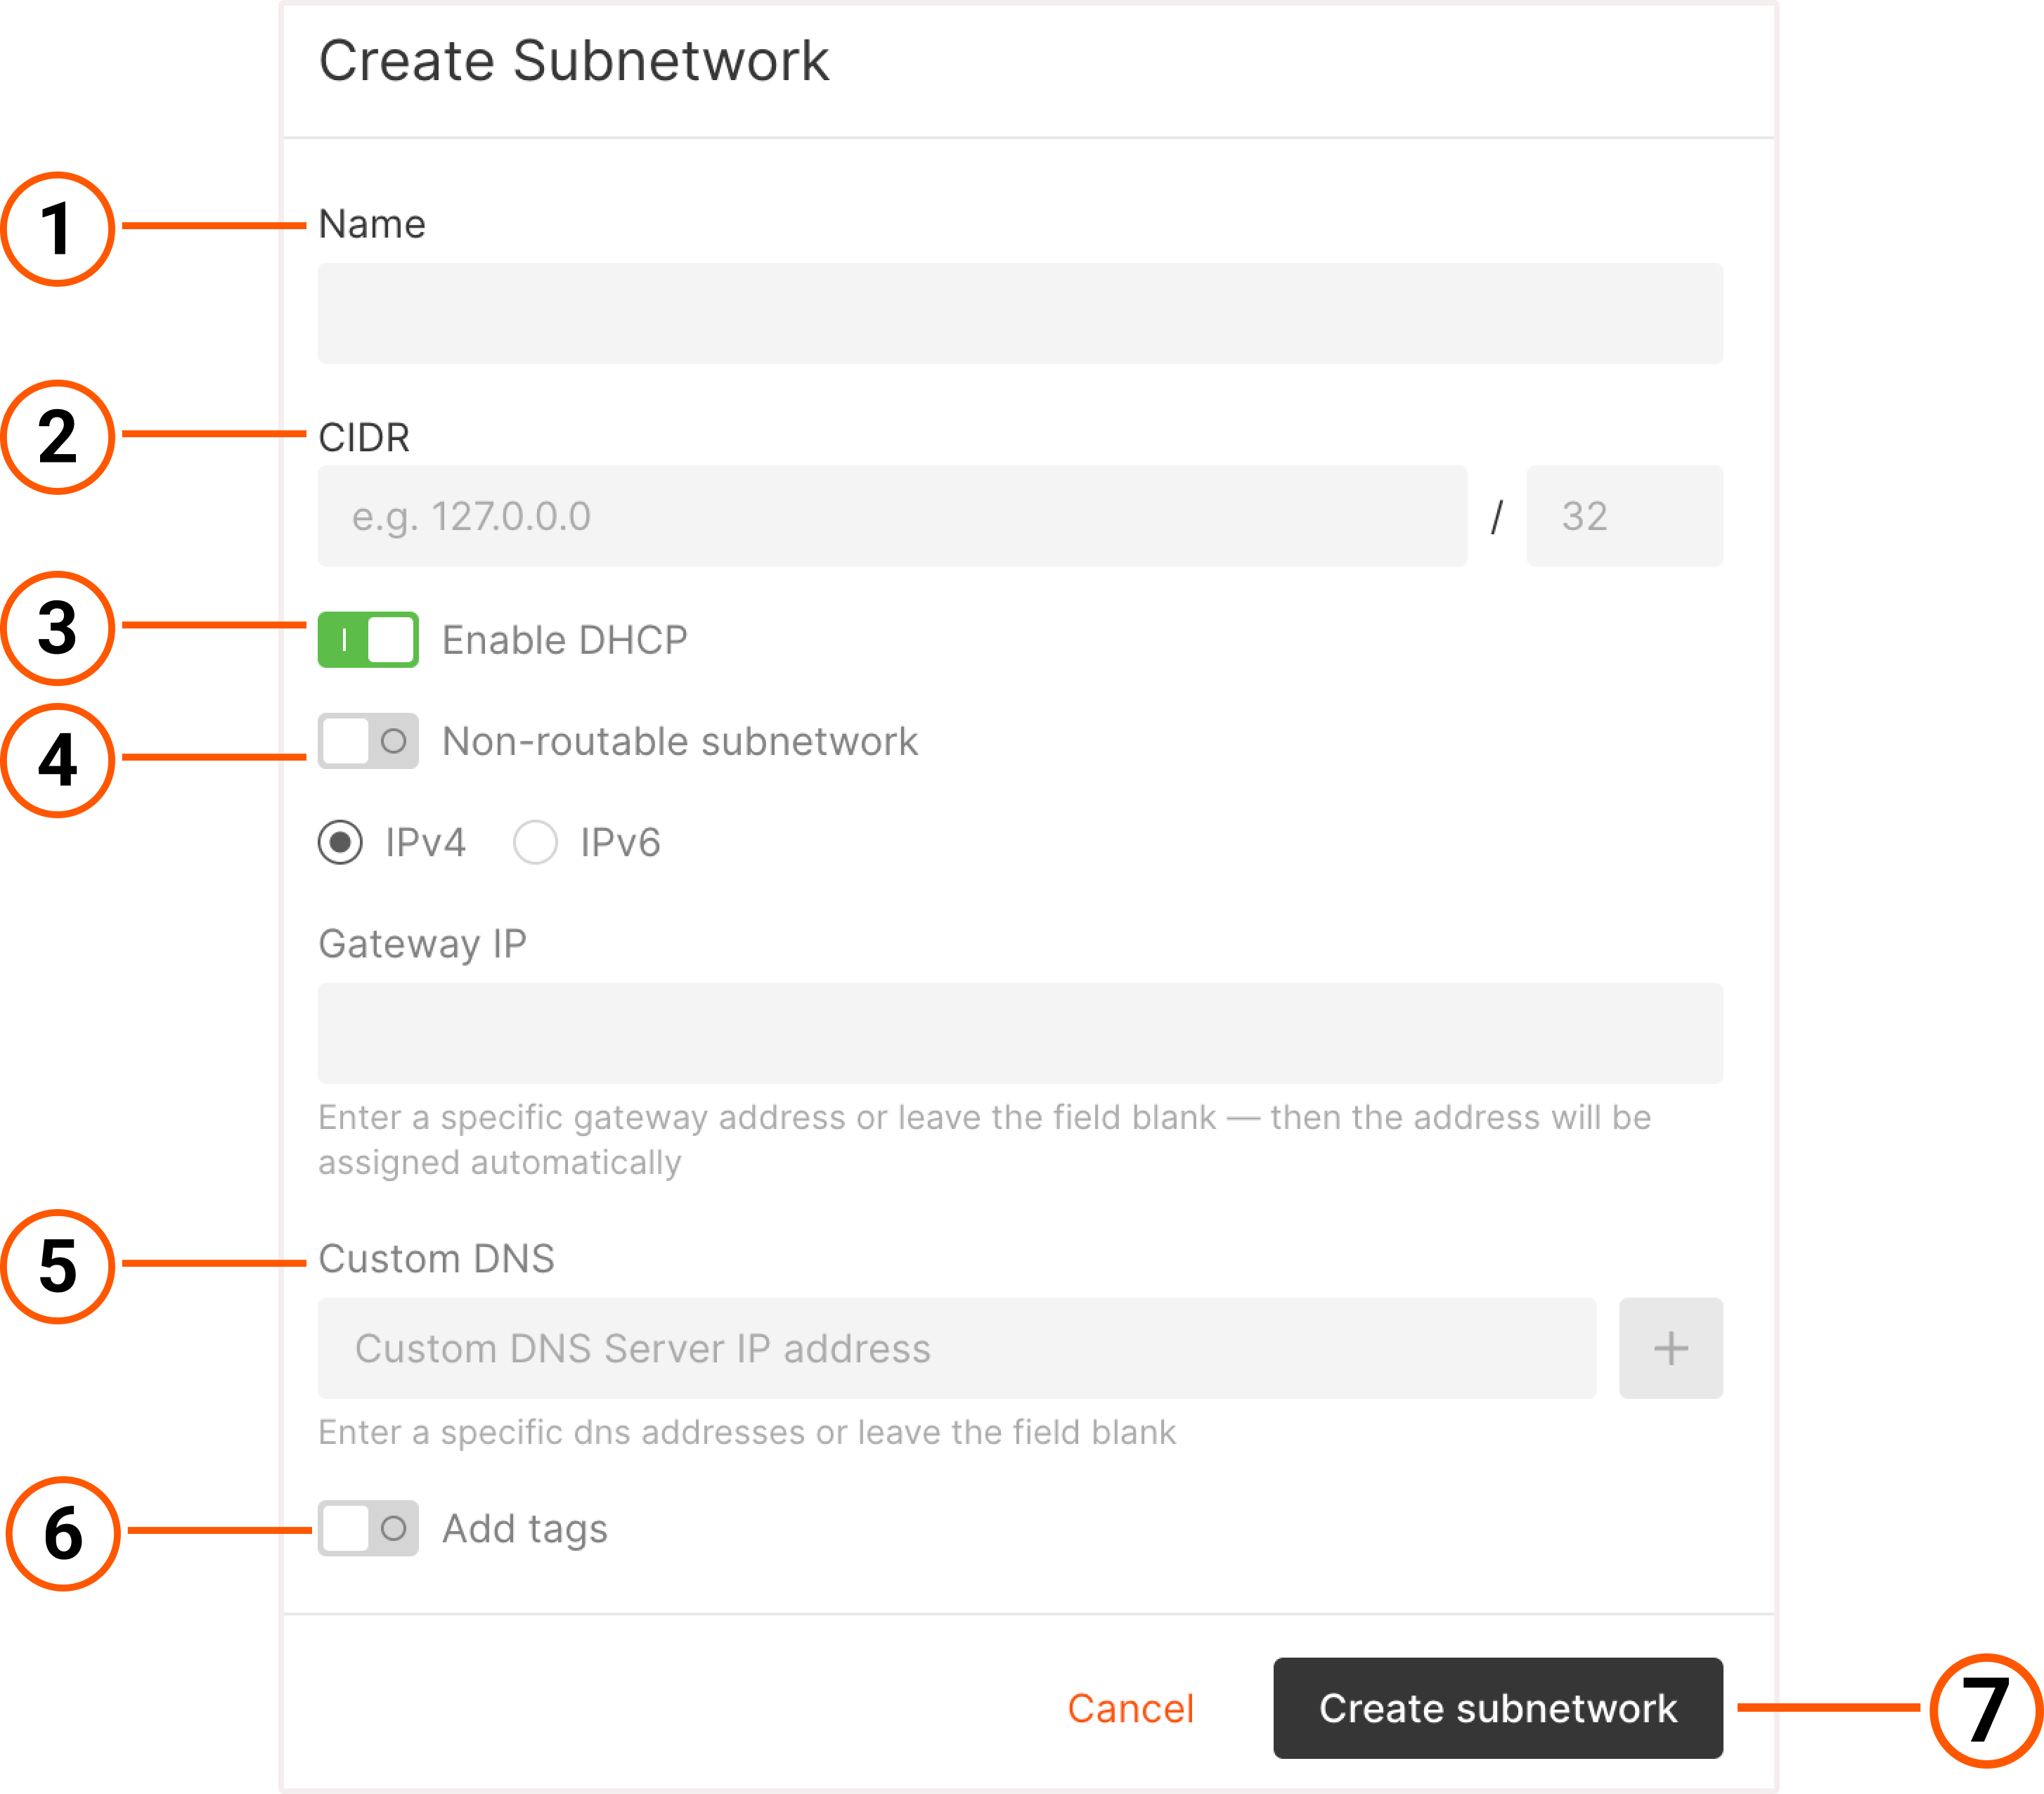 Create Subnetwork
1
Name
2
CIDR
e.g. 127.0.0.0 / 32
3
Enable DHCP
4
Non-routable subnetwork
IPv4 IPv6
Gateway IP
Enter a specific gateway address or leave the field blank — then the address will be
assigned automatically
5
Custom DNS
Custom DNS Server IP address +
Enter a specific dns addresses or leave the field blank
6
Add tags
Cancel Create subnetwork
7